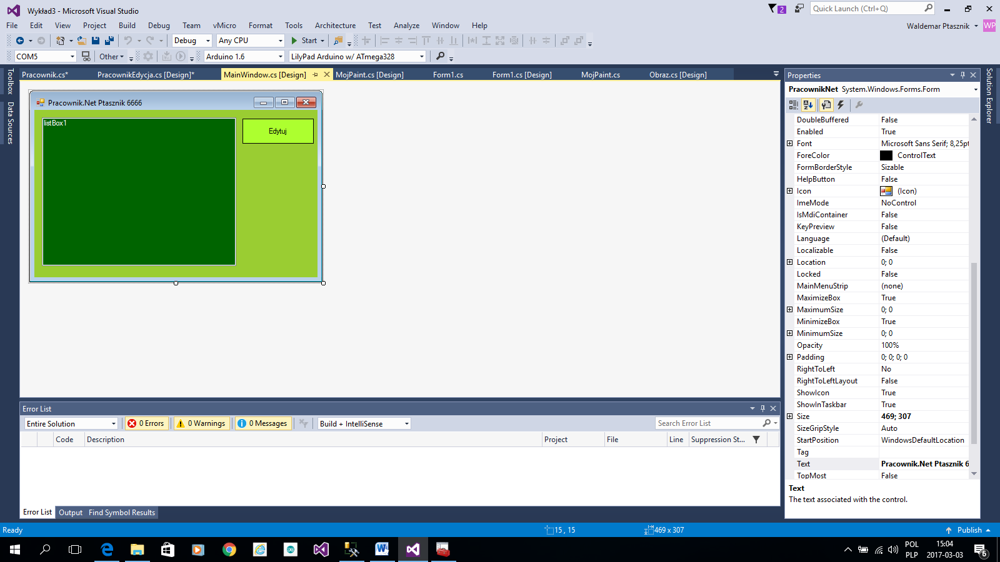 Wykład3 - Microsoft Visual Studio
2
Quick Launch (Ctrl+Q)
File Edit View Project Build Debug Team vMicro Format Tools Architecture Test Analyze Window Help
Waldemar Ptasznik WP
Debug Any CPU Start
COM5 Other Arduino 1.6 LilyPad Arduino w/ ATmega328
Toolbox
Data Sources
Pracownik.cs* PracownikEdycja.cs [Design]* MainWindow.cs [Design] MojPaint.cs [Design] Form1.cs Form1.cs [Design] MojPaint.cs Obraz.cs [Design]
Pracownik.Net Ptasznik 6666
listBox1
Edytuj
Properties
PracownikNet System.Windows.Forms.Form
DoubleBuffered False
Enabled True
Font Microsoft Sans Serif; 8,25pt
ForeColor ControlText
FormBorderStyle Sizable
HelpButton False
Icon (Icon)
ImeMode NoControl
IsMdiContainer False
KeyPreview False
Language (Default)
Localizable False
Location 0; 0
Locked False
MainMenuStrip (none)
MaximizeBox True
MaximumSize 0; 0
MinimizeBox True
MinimumSize 0; 0
Opacity 100%
Padding 0; 0; 0; 0
RightToLeft No
RightToLeftLayout False
ShowIcon True
ShowInTaskbar True
Size 469; 307
SizeGripStyle Auto
StartPosition WindowsDefaultLocation
Tag
Text Pracownik.Net Ptasznik 6
TopMost False
Text
The text associated with the control.
Solution Explorer
Error List
Entire Solution 0 Errors 0 Warnings 0 Messages Build + IntelliSense Search Error List
Code Description Project File Line Suppression St...
Error List Output Find Symbol Results
Ready 15 , 15 469 x 307 Publish
POL 15:04
PLP 2017-03-03 6